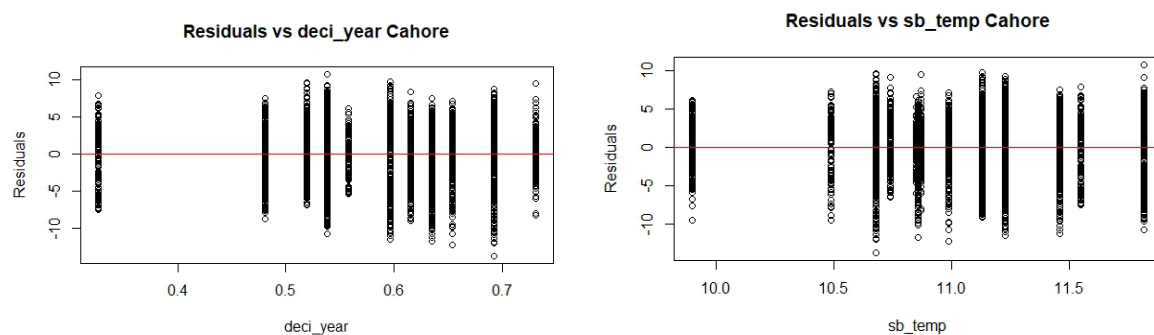 Residuals vs deci_year Cahore
Residuals
10
5
0
-5
-10
0.4 0.5 0.6 0.7
deci_year
Residuals vs sb_temp Cahore
Residuals
10
5
0
-5
-10
10.0 10.5 11.0 11.5
sb_temp